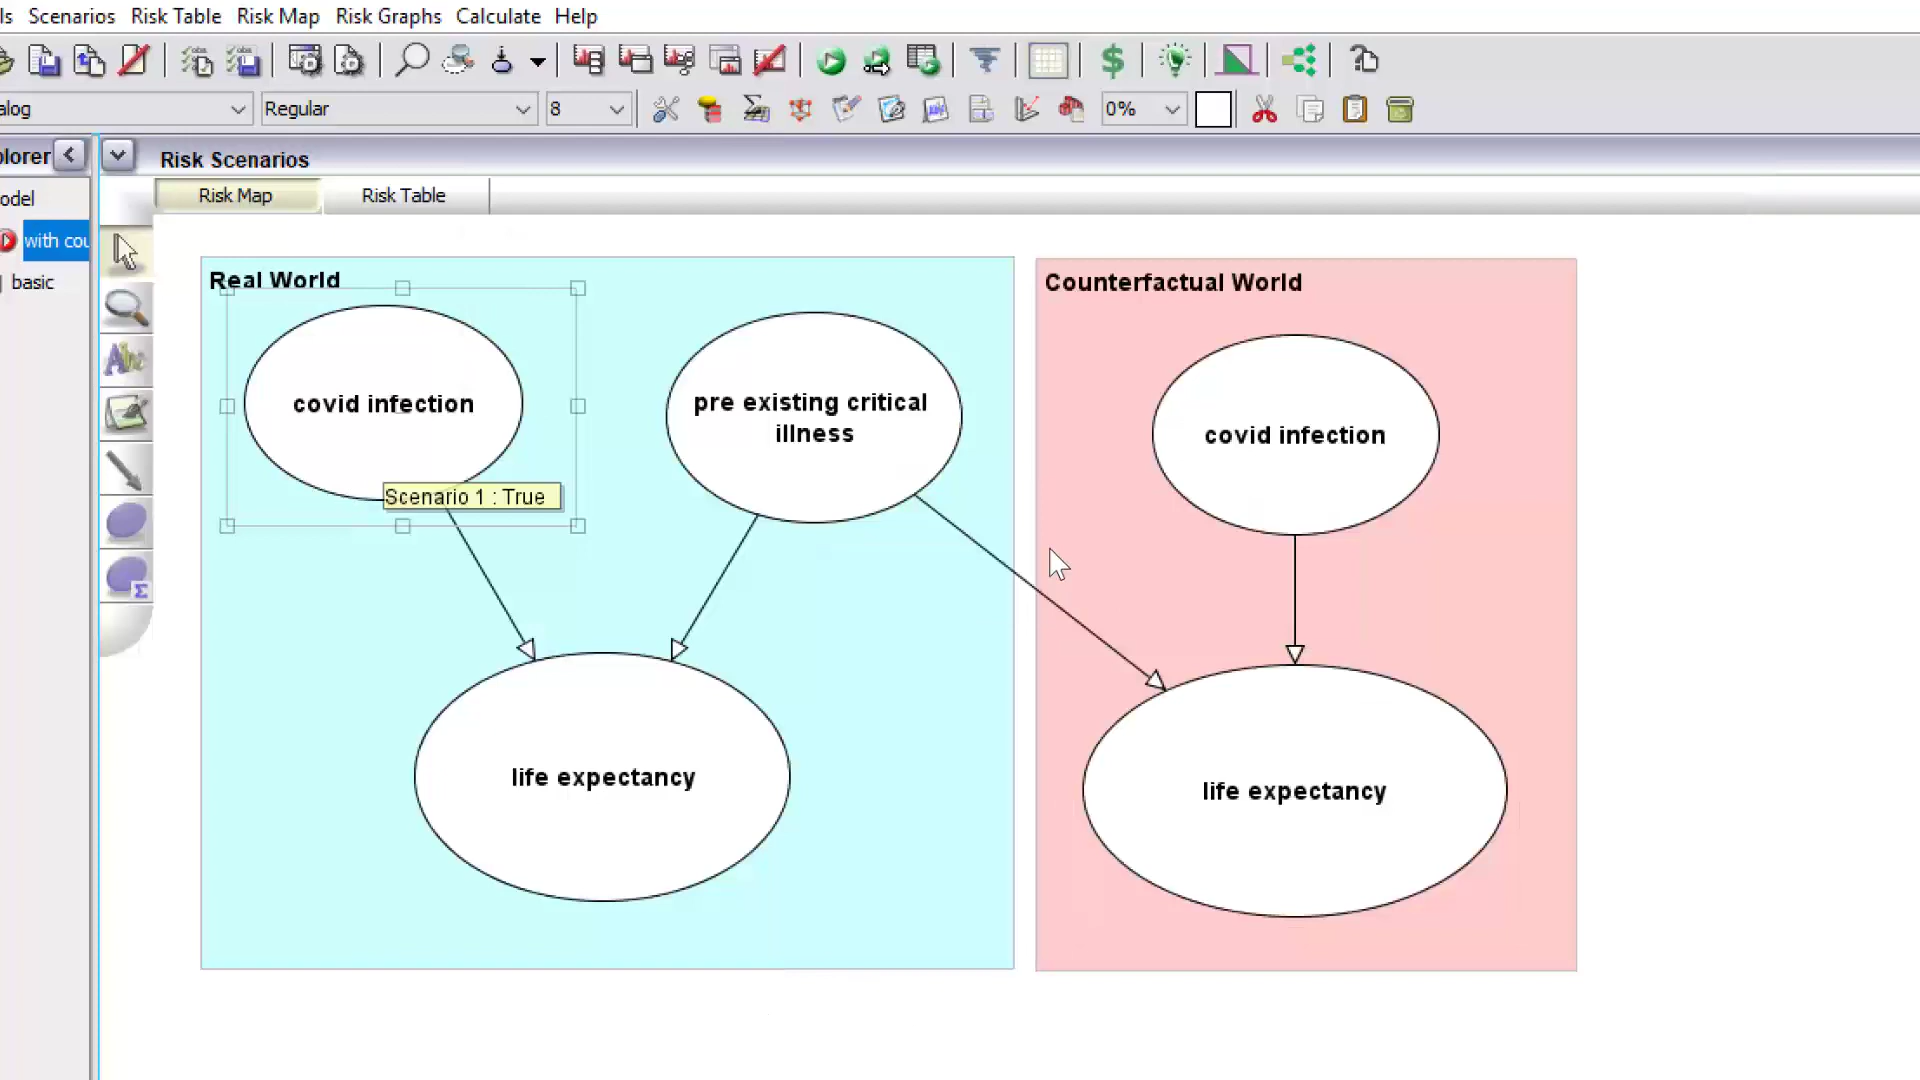 ls Scenarios Risk Table Risk Map Risk Graphs Calculate Help
alog Regular 8 0%
plorer
Risk Scenarios
odel
Risk Map Risk Table
with cou
basic
Real World
covid infection
Scenario 1 : True
pre existing critical
illness
life expectancy
Counterfactual World
covid infection
life expectancy